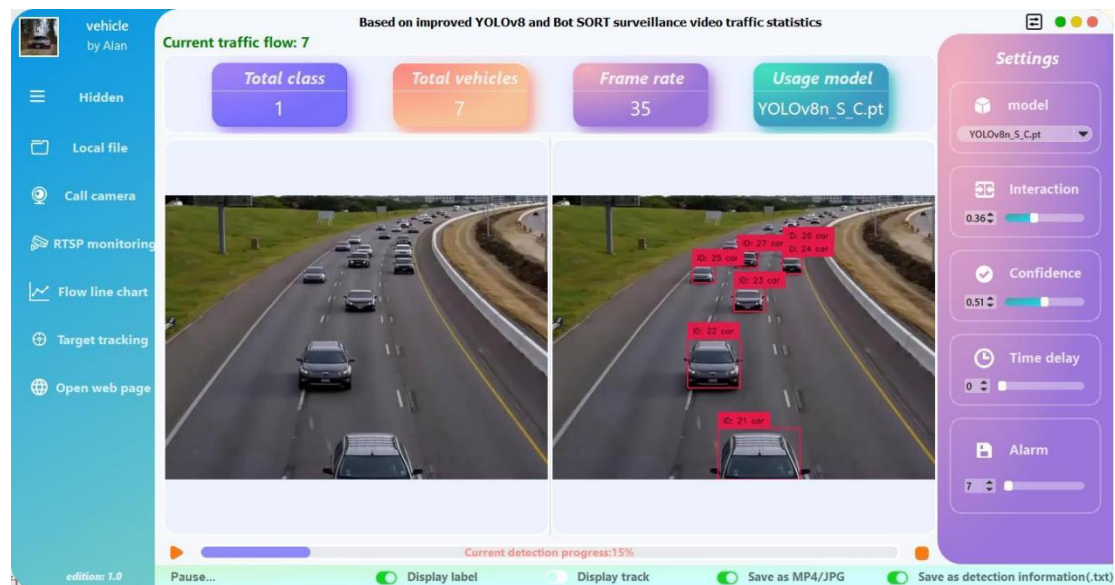 vehicle
by Alan
Hidden
Local file
Call camera
RTSP monitoring
Flow line chart
Target tracking
Open web page
edition: 1.0
Based on improved YOLOv8 and Bot SORT surveillance video traffic statistics
Current traffic flow: 7
Total class
1
Total vehicles
7
Frame rate
35
Usage model
YOLOv8n_S_C.pt
ID: 26 car
ID: 27 car
D: 24 car
ID: 25 car
ID: 23 car
ID: 22 car
ID: 21 car
Current detection progress:15%
Pause...
Display label
Display track
Save as MP4/JPG
Save as detection information(.txt)
Settings
model
YOLOv8n_S_C.pt
Interaction
0.36
Confidence
0.51
Time delay
0
Alarm
7